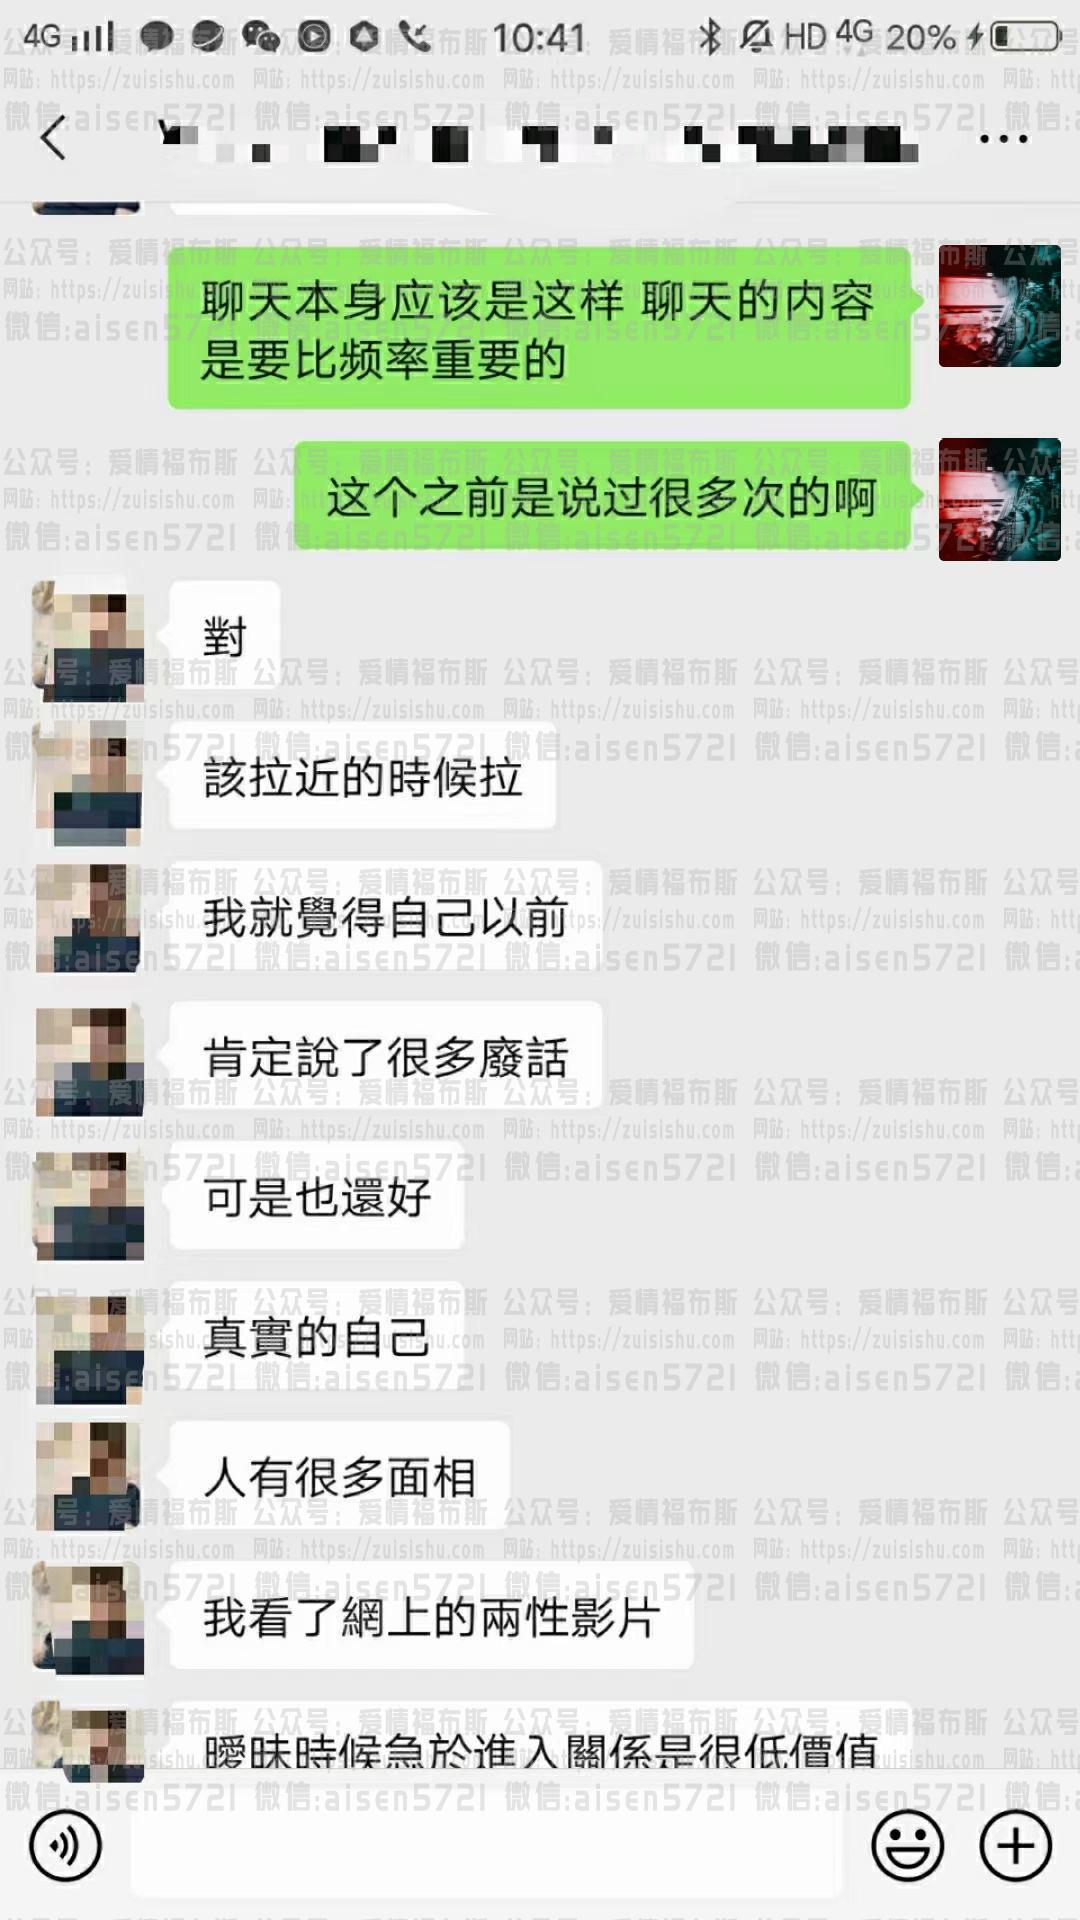 4G 10:41 HD 4G 20%
聊天本身应该是这样 聊天的内容
是要比频率重要的
这个之前是说过很多次的啊
對
該拉近的時候拉
我就覺得自己以前
肯定說了很多廢話
可是也還好
真實的自己
人有很多面相
我看了網上的兩性影片
曖昧時候急於進入關係是很低價值
公众号：爱情福布斯
网站：https://zuisishu.com
微信:aisen5721